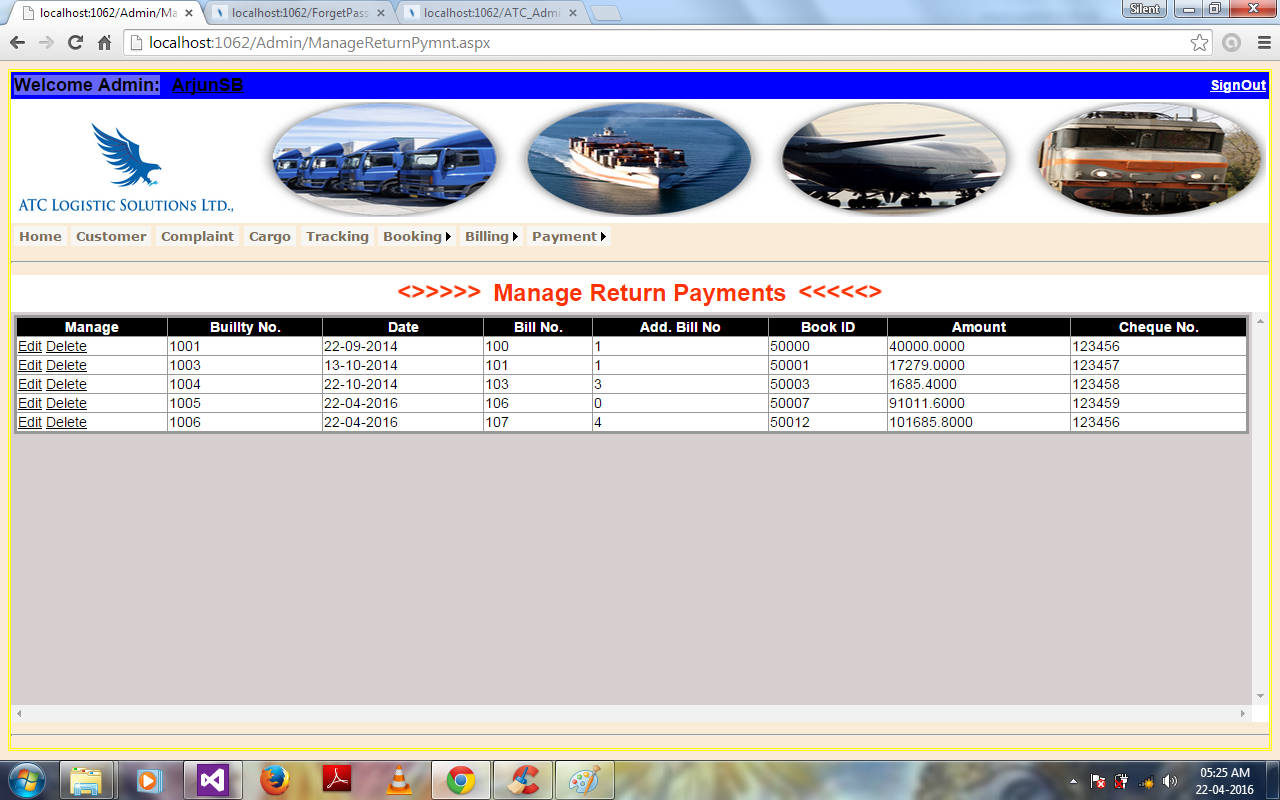 localhost:1062/Admin/Ma
localhost:1062/ForgetPass
localhost:1062/ATC_Admi
Silent
localhost:1062/Admin/ManageReturnPymnt.aspx
Welcome Admin: ArjunSB SignOut
ATC LOGISTIC SOLUTIONS LTD.,
Home Customer Complaint Cargo Tracking Booking Billing Payment
<>>>>> Manage Return Payments <<<<<>
Manage Builty No. Date Bill No. Add. Bill No Book ID Amount Cheque No.
Edit Delete 1001 22-09-2014 100 1 50000 40000.0000 123456
Edit Delete 1003 13-10-2014 101 1 50001 17279.0000 123457
Edit Delete 1004 22-10-2014 103 3 50003 1685.4000 123458
Edit Delete 1005 22-04-2016 106 0 50007 91011.6000 123459
Edit Delete 1006 22-04-2016 107 4 50012 101685.8000 123456
05:25 AM
22-04-2016